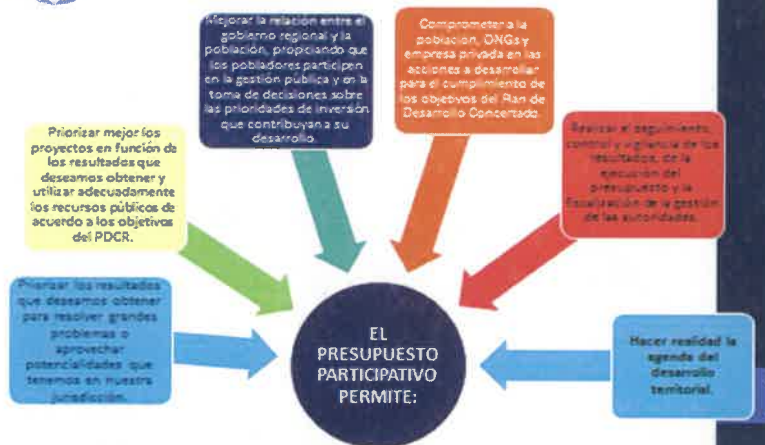 Mejorar la relación entre el
gobierno regional y la
población, propiciando que
los pobladores participen
en la gestión pública y en la
toma de decisiones sobre
las prioridades de inversión
que contribuyan a su
desarrollo.
Comprometer a la
población, ONGs y
empresa privada en las
acciones a desarrollar
para el cumplimiento de
los objetivos del Plan de
Desarrollo Concertado.
Priorizar mejor los
proyectos en función de
los resultados que
deseamos obtener y
utilizar adecuadamente
los recursos públicos de
acuerdo a los objetivos
del PDCR.
Realizar el seguimiento,
control y vigilancia de los
resultados, de la
ejecución del
presupuesto y la
fiscalización de la gestión
de las autoridades.
Priorizar los resultados
que deseamos obtener
para resolver grandes
problemas o
aprovechar
potencialidades que
tenemos en nuestra
jurisdicción.
EL
PRESUPUESTO
PARTICIPATIVO
PERMITE:
Hacer realidad la
agenda del
desarrollo
territorial.